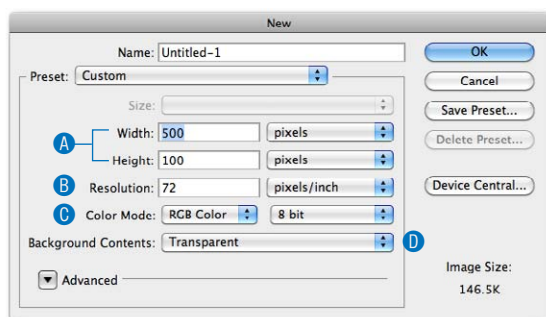 New
Name: Untitled-1
OK
Preset: Custom
Cancel
Size:
Save Preset...
A
Width: 500 pixels
Delete Preset...
Height: 100 pixels
B Resolution: 72 pixels/inch
Device Central...
C Color Mode: RGB Color 8 bit
Background Contents: Transparent D
Advanced
Image Size:
146.5K